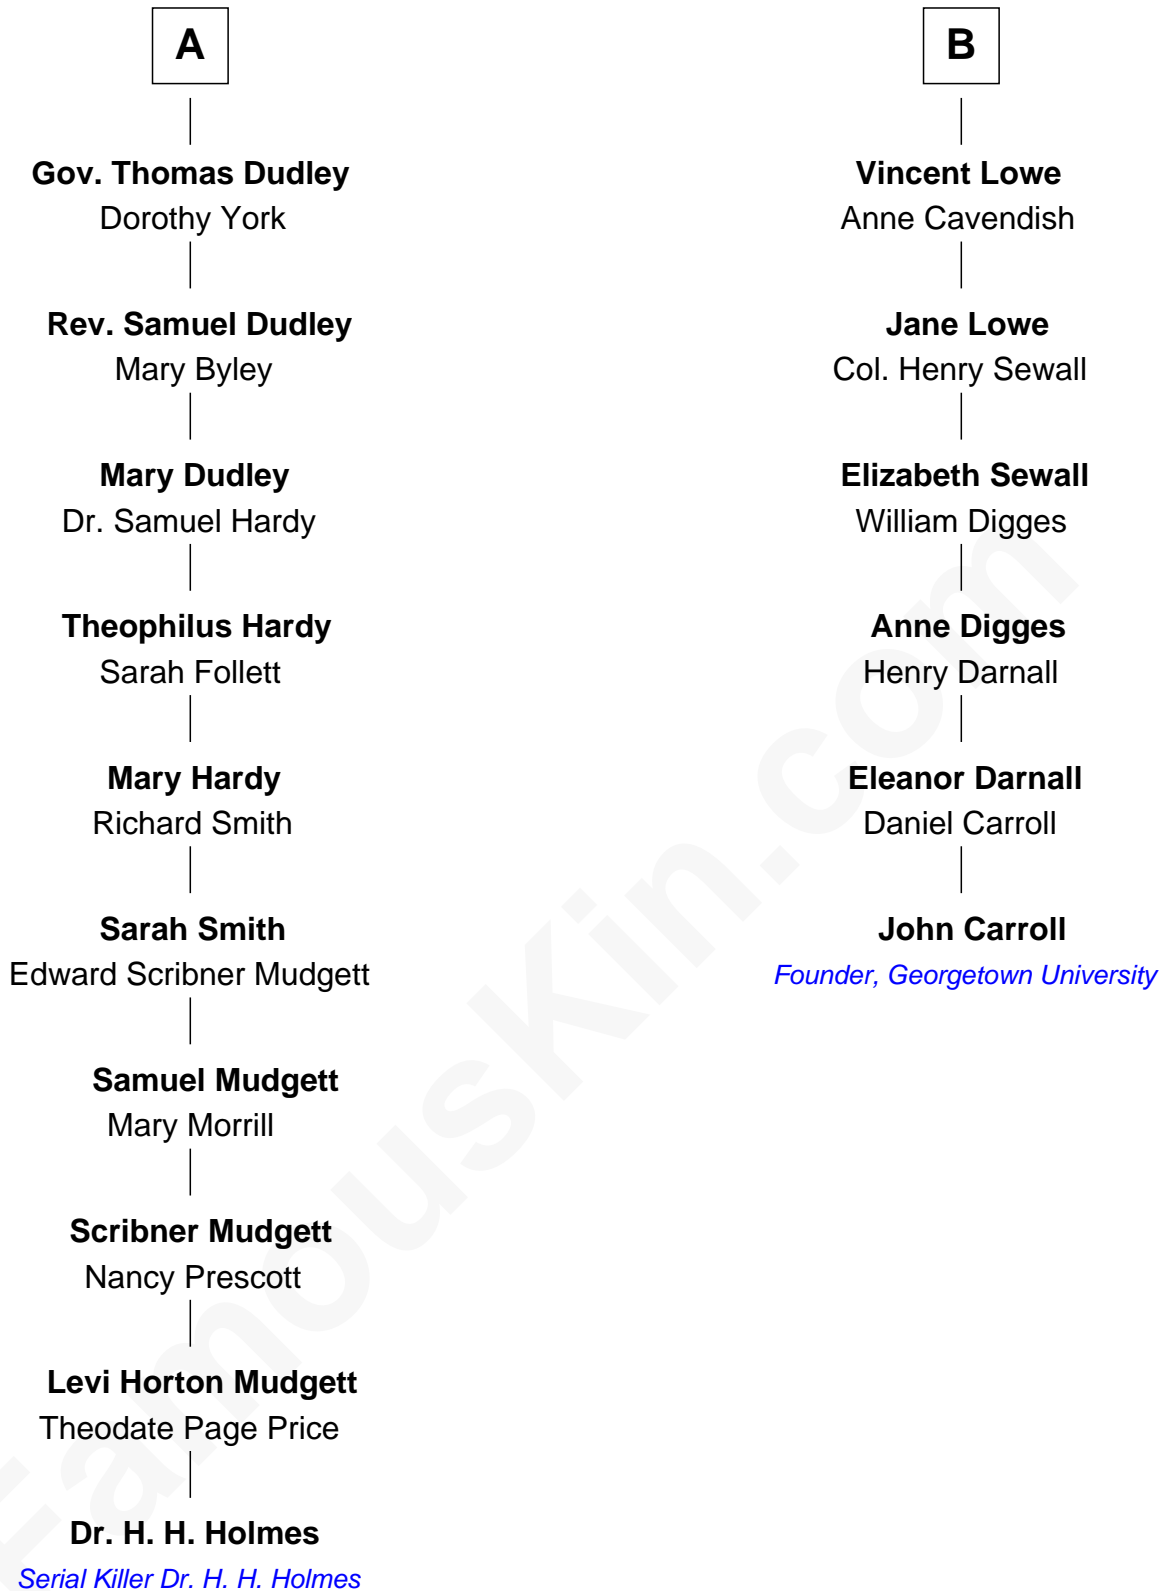 A
Gov. Thomas Dudley
Dorothy York
Rev. Samuel Dudley
Mary Byley
Mary Dudley
Dr. Samuel Hardy
Theophilus Hardy
Sarah Follett
Mary Hardy
Richard Smith
Sarah Smith
Edward Scribner Mudgett
Samuel Mudgett
Mary Morrill
Scribner Mudgett
Nancy Prescott
Levi Horton Mudgett
Theodate Page Price
Dr. H. H. Holmes
Serial Killer Dr. H. H. Holmes
B
Vincent Lowe
Anne Cavendish
Jane Lowe
Col. Henry Sewall
Elizabeth Sewall
William Digges
Anne Digges
Henry Darnall
Eleanor Darnall
Daniel Carroll
John Carroll
Founder, Georgetown University
FamousKin.com